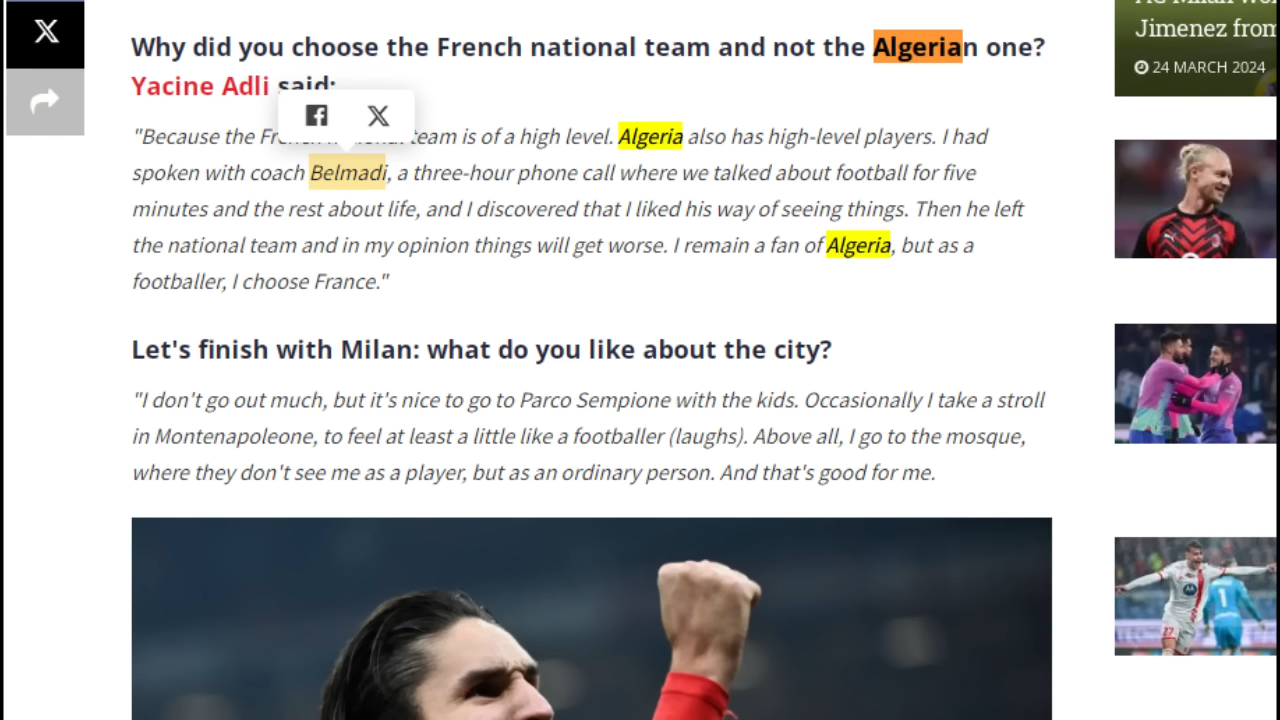 Why did you choose the French national team and not the Algerian one?
Yacine Adli said:
"Because the French team is of a high level. Algeria also has high-level players. I had
spoken with coach Belmadi, a three-hour phone call where we talked about football for five
minutes and the rest about life, and I discovered that I liked his way of seeing things. Then he left
the national team and in my opinion things will get worse. I remain a fan of Algeria, but as a
footballer, I choose France."
Let's finish with Milan: what do you like about the city?
"I don't go out much, but it's nice to go to Parco Sempione with the kids. Occasionally I take a stroll
in Montenapoleone, to feel at least a little like a footballer (laughs). Above all, I go to the mosque,
where they don't see me as a player, but as an ordinary person. And that's good for me.
Jimenez from
24 MARCH 2024